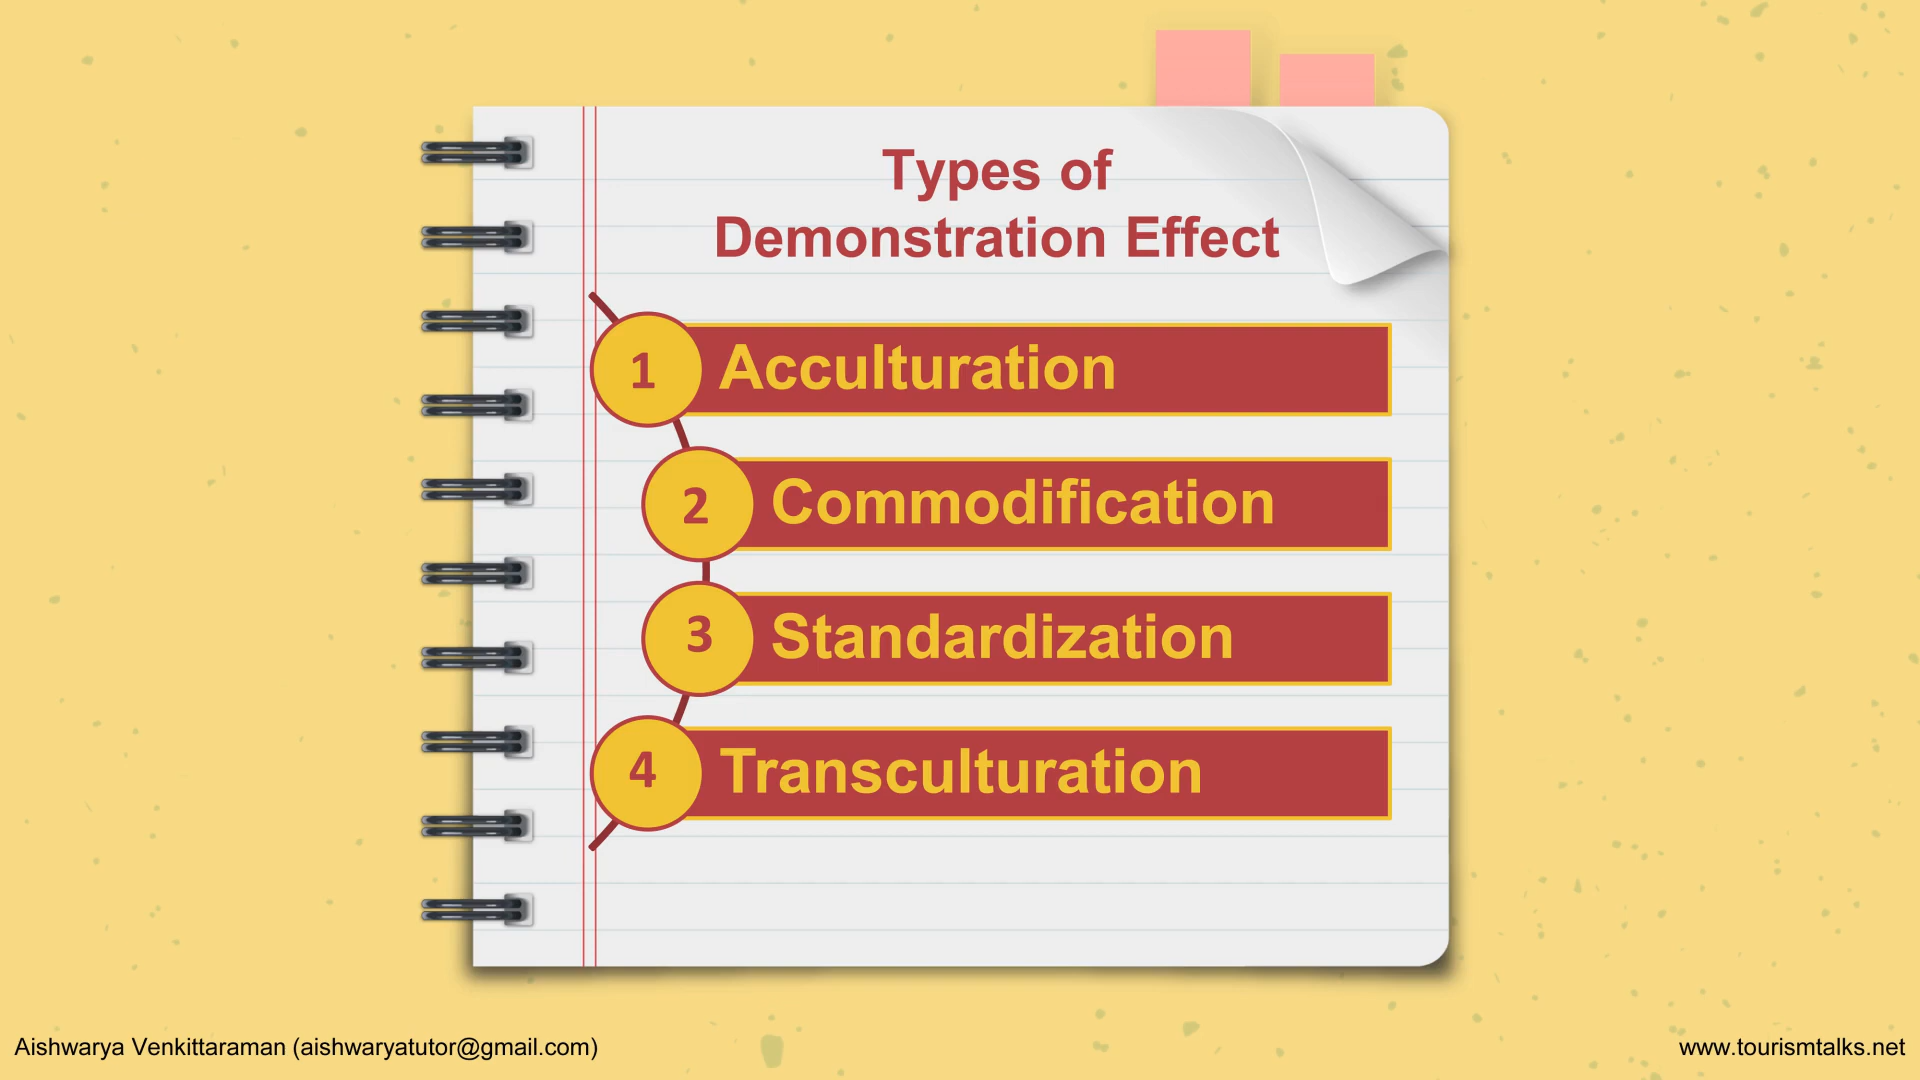 Types of
Demonstration Effect
1 Acculturation
2 Commodification
3 Standardization
4 Transculturation
Aishwarya Venkittaraman (aishwaryatutor@gmail.com)
www.tourismtalks.net